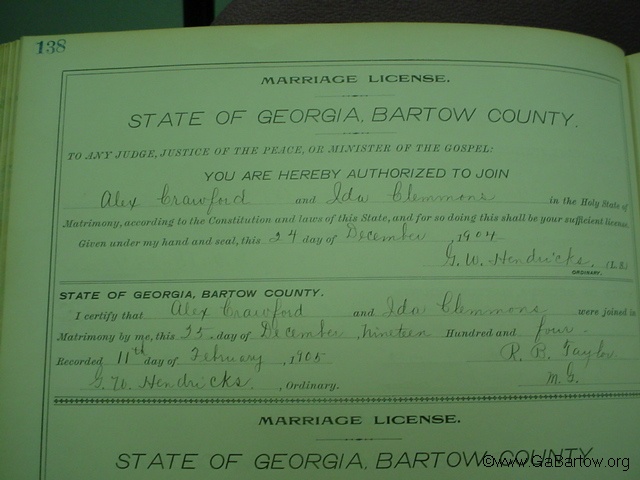 138
MARRIAGE LICENSE.
STATE OF GEORGIA, BARTOW COUNTY.
TO ANY JUDGE, JUSTICE OF THE PEACE, OR MINISTER OF THE GOSPEL:
YOU ARE HEREBY AUTHORIZED TO JOIN
Alex Crawford and Ida Clemmons in the Holy State of
Matrimony, according to the Constitution and laws of this State, and for so doing this shall be your sufficient license.
Given under my hand and seal, this 24 day of December, 1904
G. W. Hendricks. (L. S.)
ORDINARY.
STATE OF GEORGIA, BARTOW COUNTY.
I certify that Alex Crawford and Ida Clemmons were joined in
Matrimony by me, this 25. day of December, nineteen Hundred and four.
Recorded 11th day of February, 1905 R. B. Taylor
G. W. Hendricks., Ordinary. M. G.
MARRIAGE LICENSE.
STATE OF GEORGIA, BARTOW COUNTY.
©www.GaBartow.org